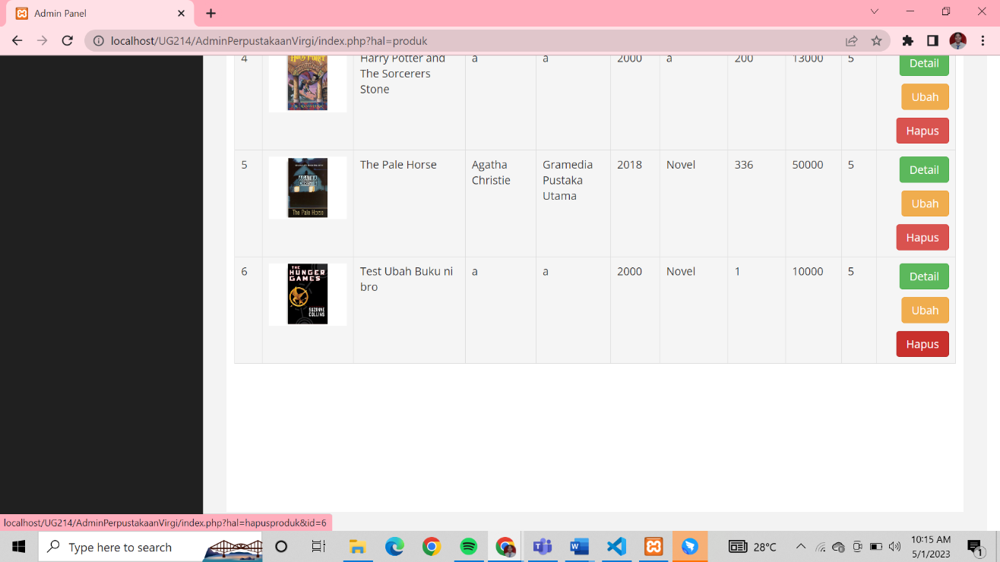 Admin Panel
localhost/UG214/AdminPerpustakaanVirgi/index.php?hal=produk
4 Harry Potter and a a 2000 a 200 13000 5 Detail
The Sorcerers
Stone
Ubah
Hapus
5 The Pale Horse Agatha Gramedia 2018 Novel 336 50000 5 Detail
Christie Pustaka
Utama
AGATHA
CHRISTIE
The Pale Horse
Ubah
Hapus
6 Test Ubah Buku ni a a 2000 Novel 1 10000 5 Detail
bro
THE
HUNGER
GAMES
SUZANNE
COLLINS
Ubah
Hapus
localhost/UG214/AdminPerpustakaanVirgi/index.php?hal=hapusproduk&id=6
Type here to search
28°C
10:15 AM
5/1/2023
1